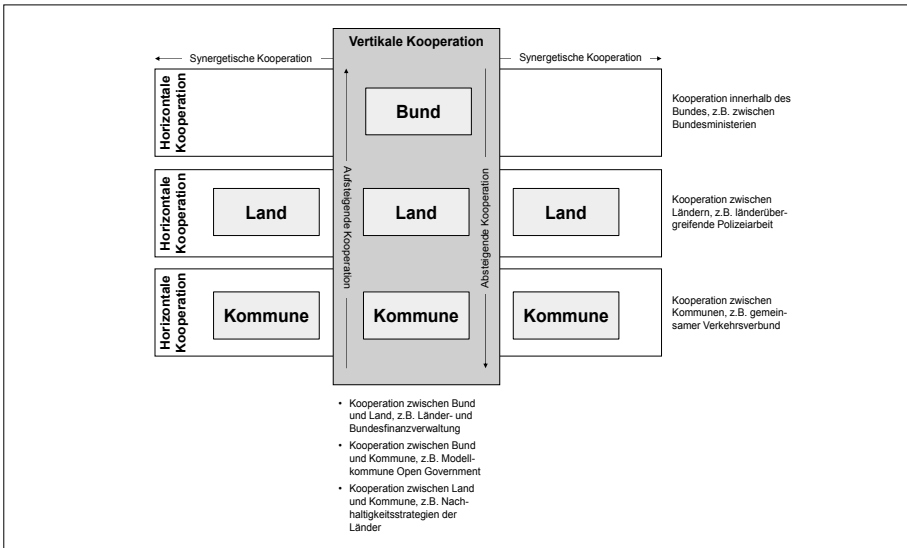 Vertikale Kooperation
Synergetische Kooperation
Synergetische Kooperation
Horizontale
Kooperation
Bund
Kooperation innerhalb des
Bundes, z.B. zwischen
Bundesministerien
Aufsteigende Kooperation
Absteigende Kooperation
Horizontale
Kooperation
Land
Land
Land
Kooperation zwischen
Ländern, z.B. länderüber-
greifende Polizeiarbeit
Horizontale
Kooperation
Kommune
Kommune
Kommune
Kooperation zwischen
Kommunen, z.B. gemein-
samer Verkehrsverbund
• Kooperation zwischen Bund
und Land, z.B. Länder- und
Bundesfinanzverwaltung
• Kooperation zwischen Bund
und Kommune, z.B. Modell-
kommune Open Government
• Kooperation zwischen Land
und Kommune, z.B. Nach-
haltigkeitsstrategien der
Länder